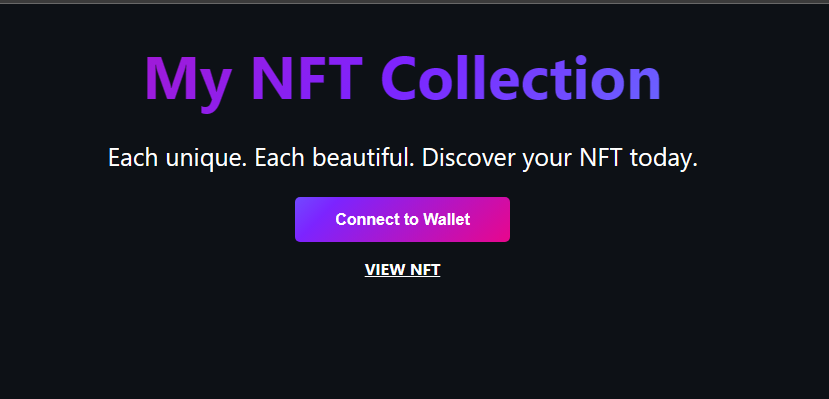 My NFT Collection
Each unique. Each beautiful. Discover your NFT today.
Connect to Wallet
VIEW NFT